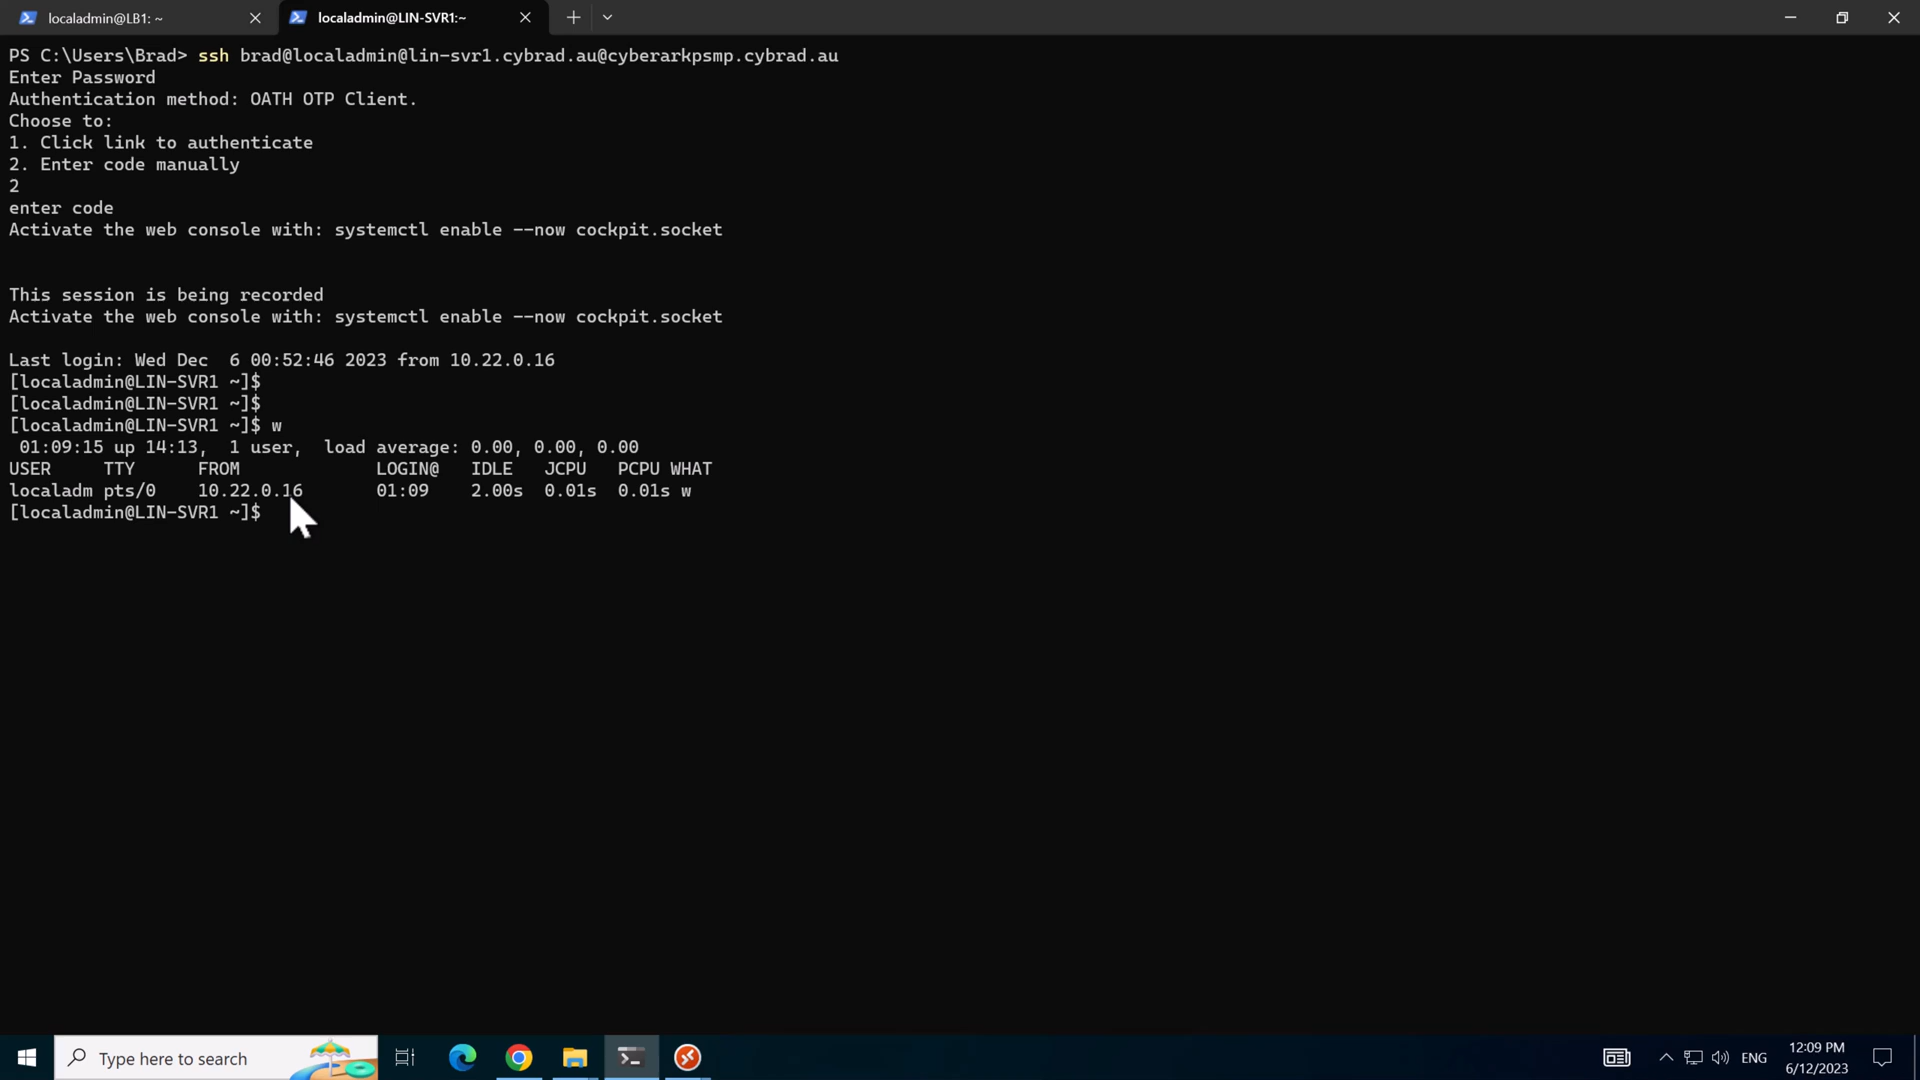 localadmin@LB1: ~
localadmin@LIN-SVR1:~
PS C:\Users\Brad> ssh brad@localadmin@lin-svr1.cybrad.au@cyberarkpsmp.cybrad.au
Enter Password
Authentication method: OATH OTP Client.
Choose to:
1. Click link to authenticate
2. Enter code manually
2
enter code
Activate the web console with: systemctl enable --now cockpit.socket
This session is being recorded
Activate the web console with: systemctl enable --now cockpit.socket
Last login: Wed Dec  6 00:52:46 2023 from 10.22.0.16
[localadmin@LIN-SVR1 ~]$
[localadmin@LIN-SVR1 ~]$
[localadmin@LIN-SVR1 ~]$ w
01:09:15 up 14:13,  1 user,  load average: 0.00, 0.00, 0.00
USER     TTY      FROM             LOGIN@   IDLE   JCPU   PCPU WHAT
localadm pts/0    10.22.0.16       01:09    2.00s  0.01s  0.01s w
[localadmin@LIN-SVR1 ~]$
Type here to search
ENG
12:09 PM
6/12/2023